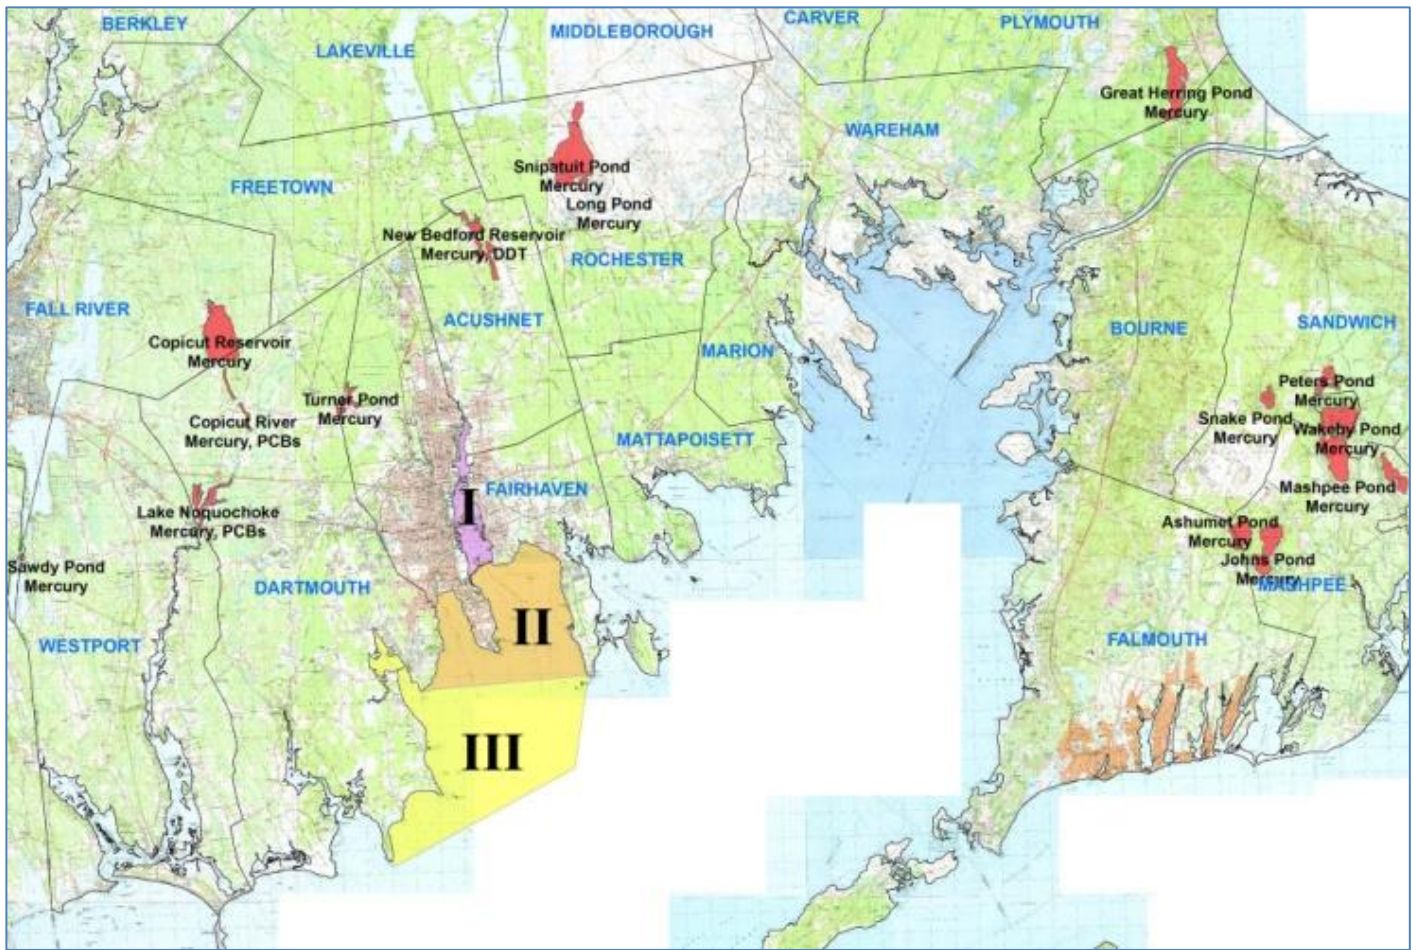 BERKLEY
LAKEVILLE
MIDDLEBOROUGH
CARVER
PLYMOUTH
Great Herring Pond
Mercury
WAREHAM
Snipatuit Pond
Mercury
Long Pond
Mercury
FREETOWN
New Bedford Reservoir
Mercury, DDT
ROCHESTER
FALL RIVER
ACUSHNET
BOURNE
SANDWICH
Copicut Reservoir
Mercury
MARION
Peters Pond
Mercury
Turner Pond
Mercury
Snake Pond
Mercury
Wakeby Pond
Mercury
Copicut River
Mercury, PCBs
MATTAPOISETT
Mashpee Pond
Mercury
FAIRHAVEN
I
Lake Noquochoke
Mercury, PCBs
Ashumet Pond
Mercury
Johns Pond
Mercury
MASHPEE
Sawdy Pond
Mercury
DARTMOUTH
II
WESTPORT
FALMOUTH
III